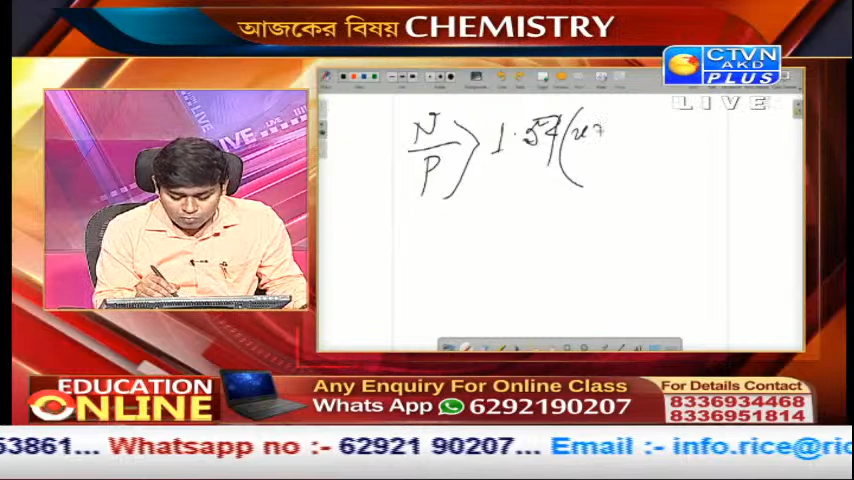 আজকের বিষয় CHEMISTRY
CTVN
AKD
PLUS
LIVE
N/P > 1.54 (
EDUCATION
ONLINE
Any Enquiry For Online Class
Whats App 6292190207
For Details Contact
8336934468
8336951814
53861... Whatsapp no :- 62921 90207... Email :- info.rice@ric